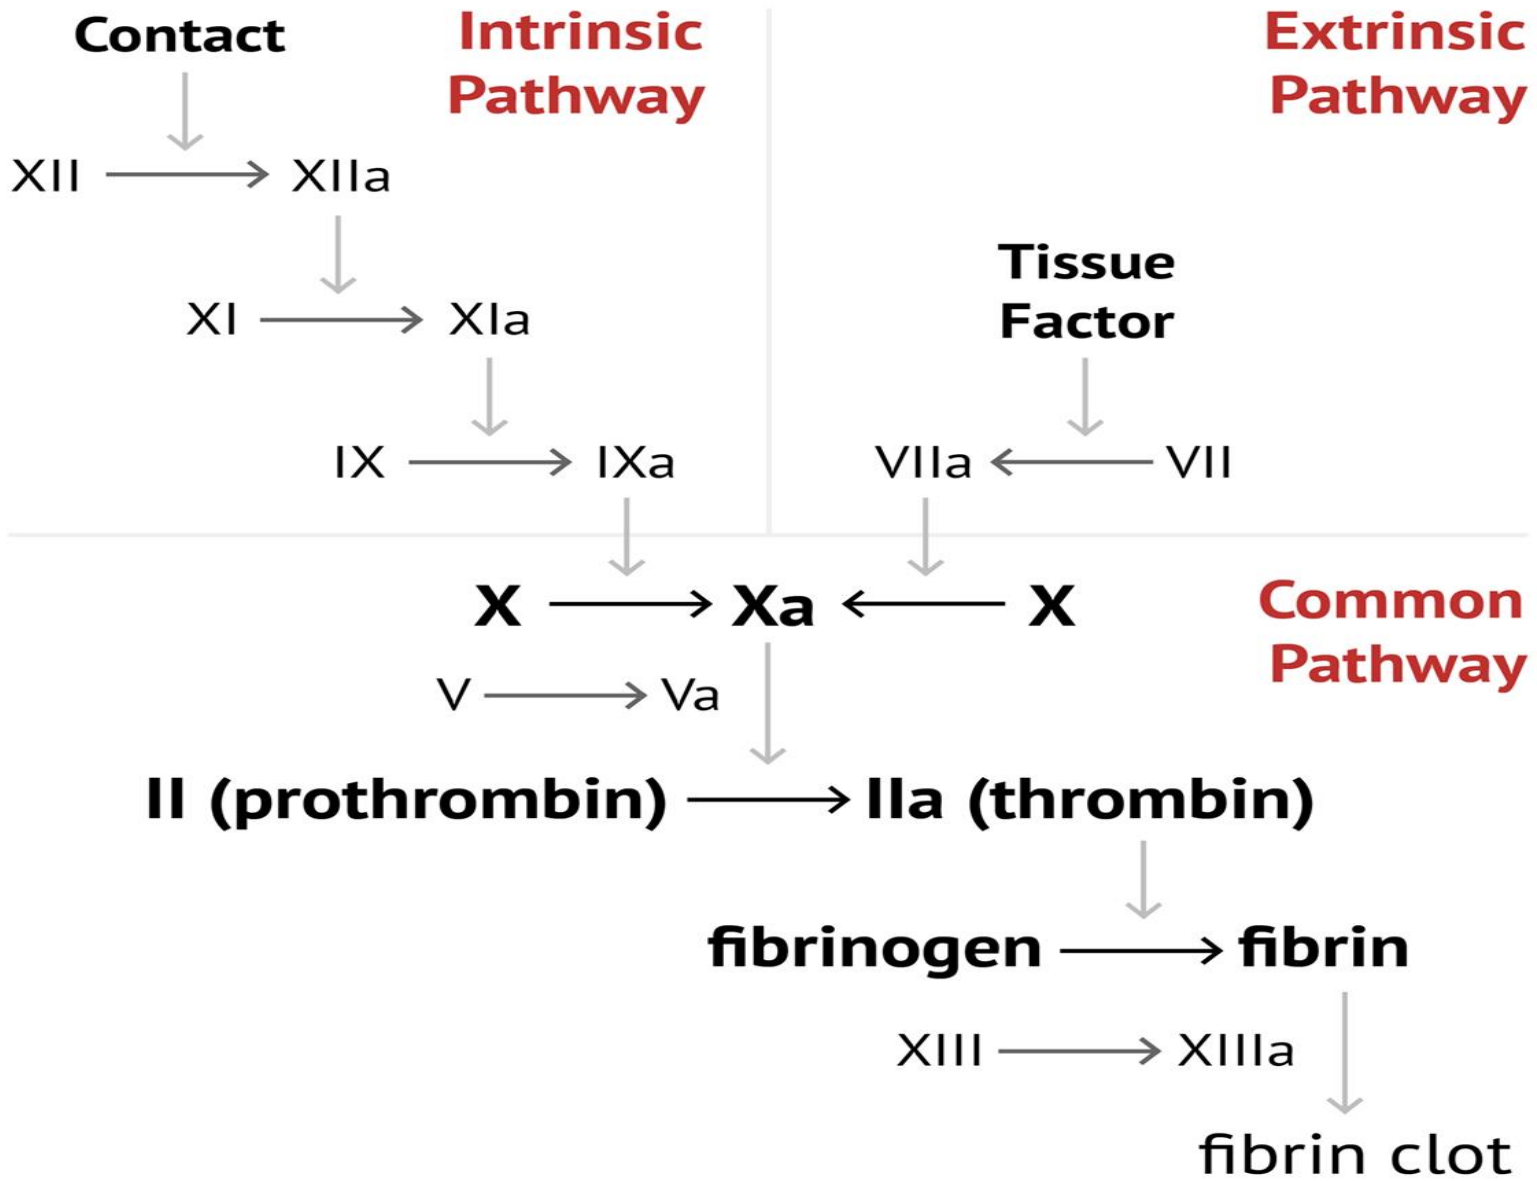 Contact
Intrinsic
Pathway
Extrinsic
Pathway
XII XIIa
Tissue
Factor
XI XIa
IX IXa VIIa VII
X Xa X
Common
Pathway
V Va
II (prothrombin) IIa (thrombin)
fibrinogen fibrin
XIII XIIIa
fibrin clot